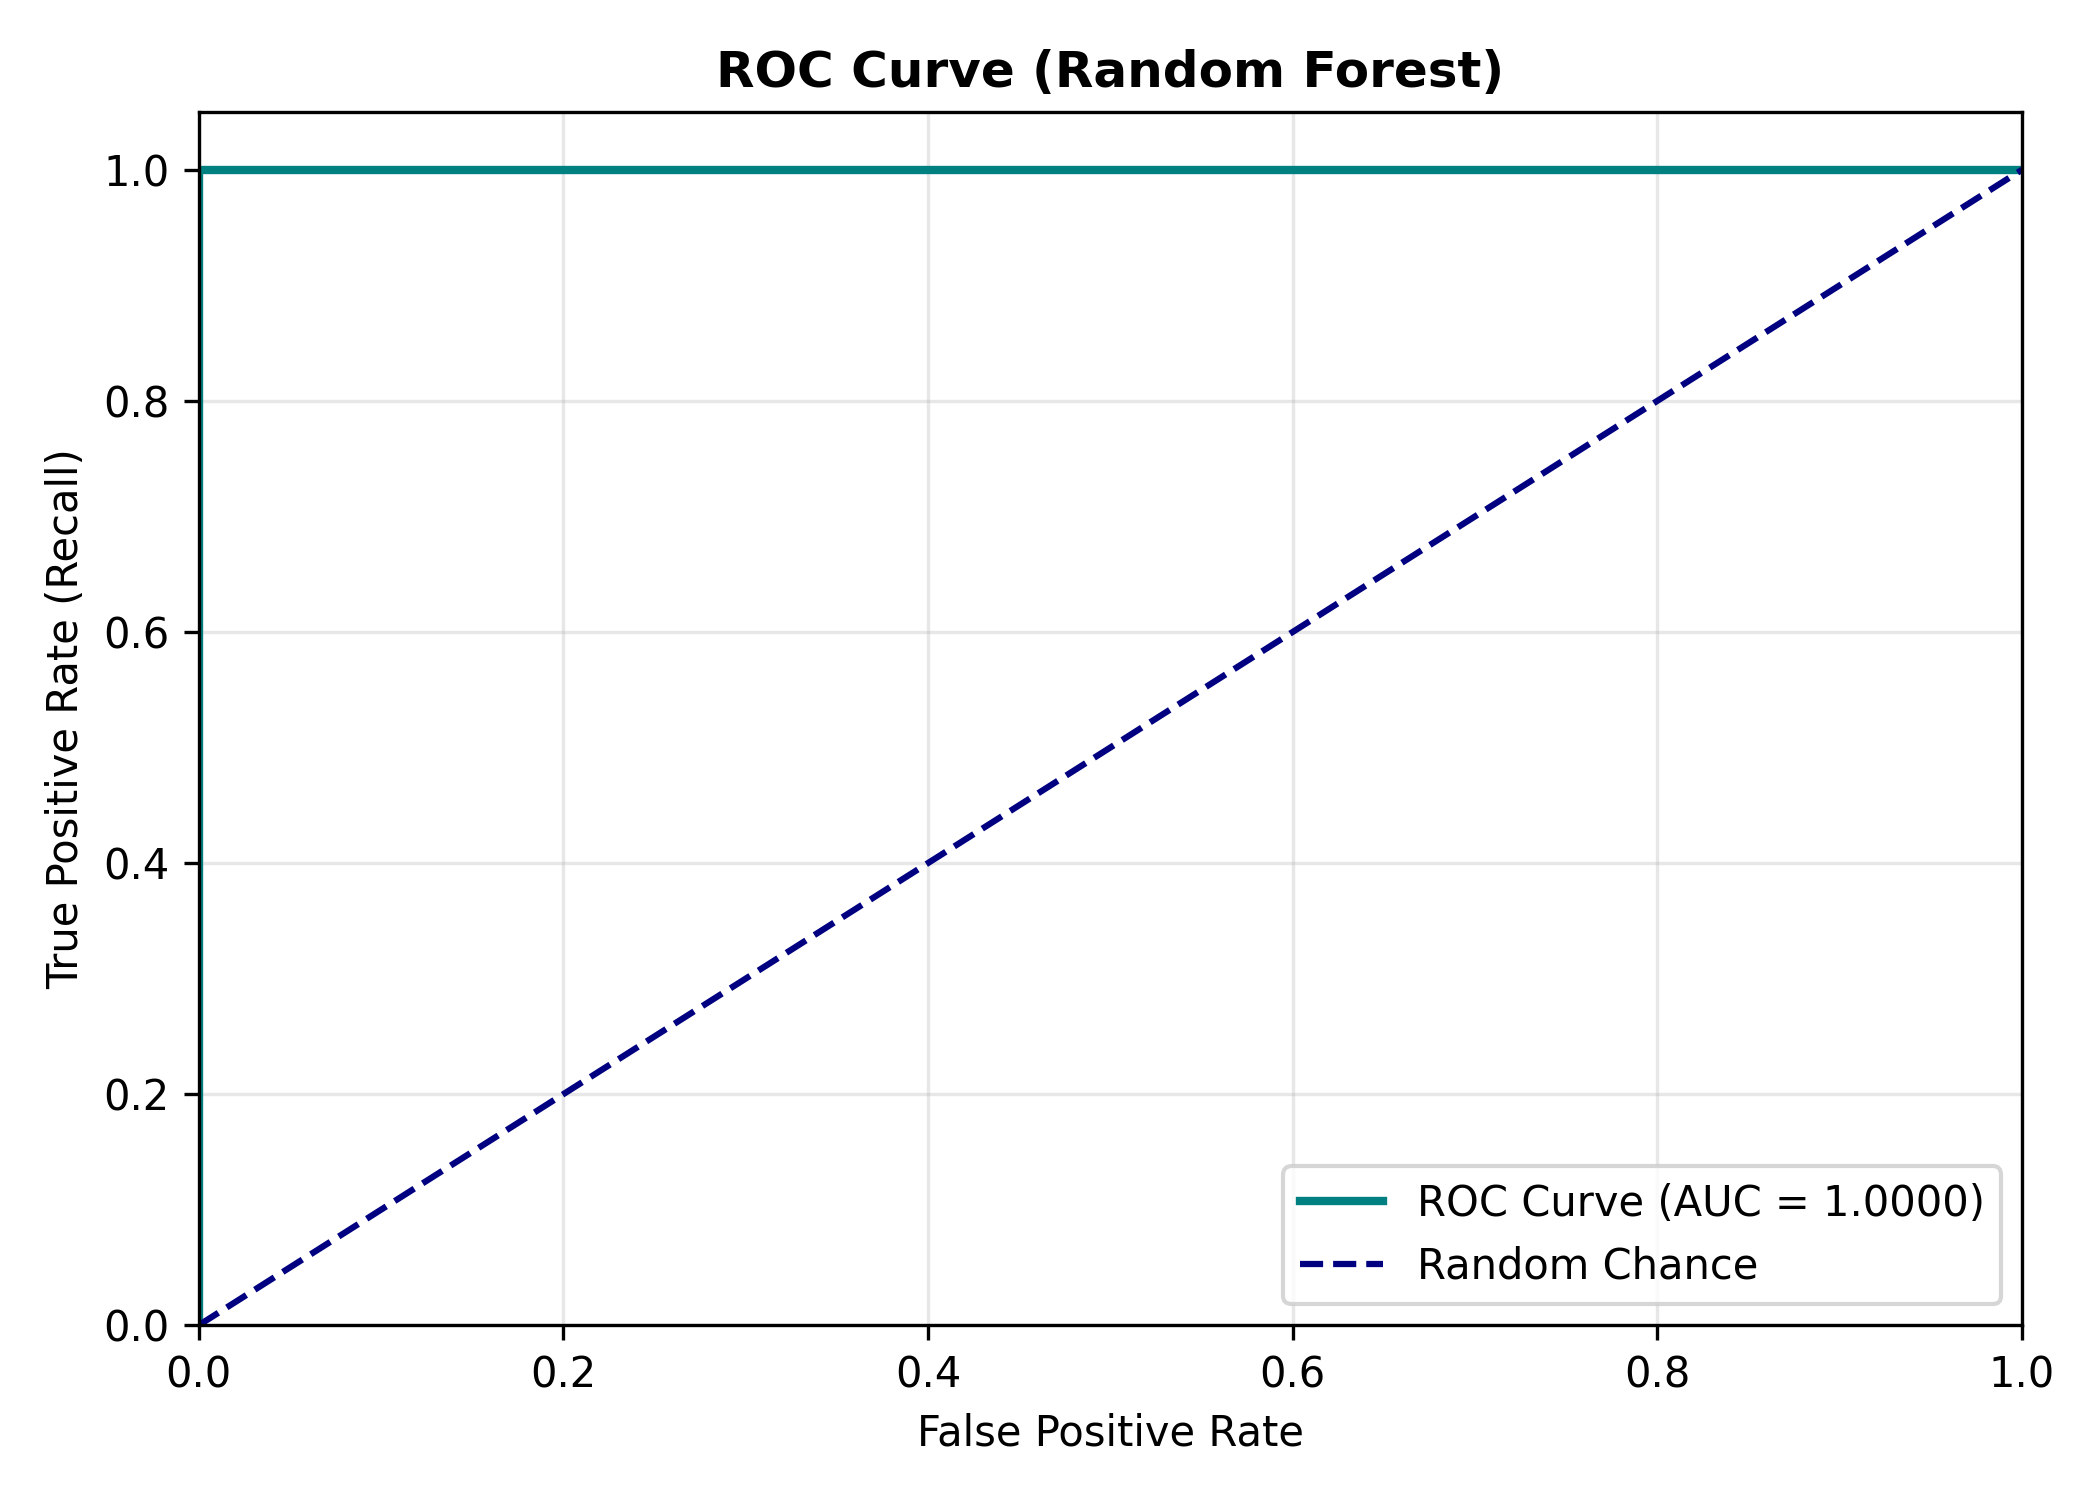 ROC Curve (Random Forest)
True Positive Rate (Recall)
1.0
0.8
0.6
0.4
0.2
0.0
0.0 0.2 0.4 0.6 0.8 1.0
False Positive Rate
ROC Curve (AUC = 1.0000)
Random Chance